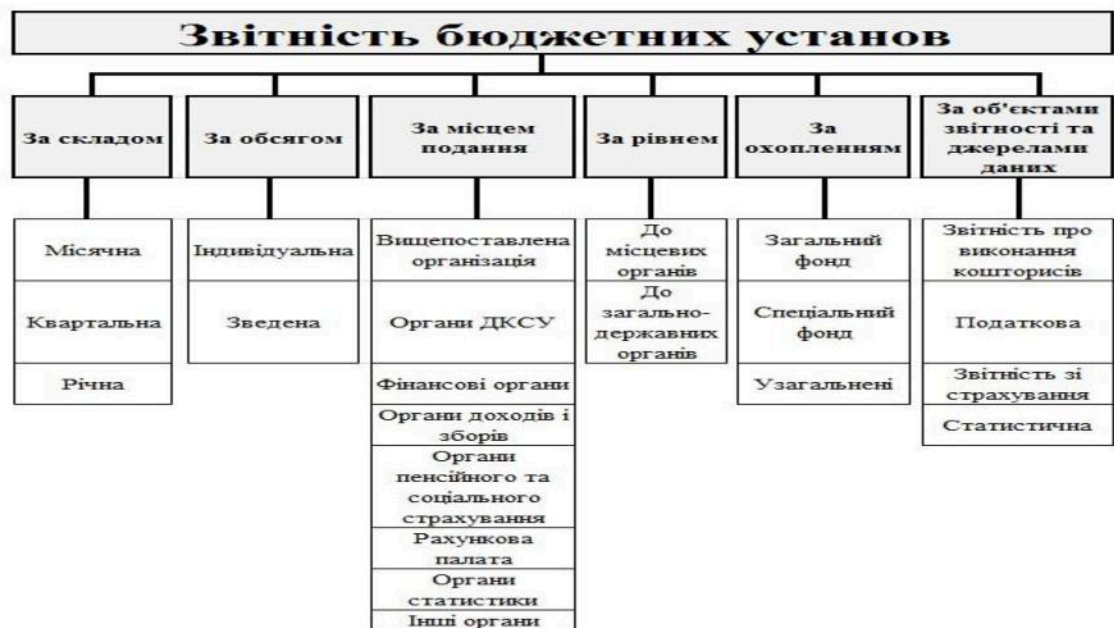 Звітність бюджетних установ
За складом
За обсягом
За місцем
подання
За рівнем
За
охопленням
За об'єктами
звітності та
джерелами
даних
Місячна
Квартальна
Річна
Індивідуальна
Зведена
Вищепоставлена
організація
Органи ДКСУ
Фінансові органи
Органи доходів і
зборів
Органи
пенсійного та
соціального
страхування
Рахункова
палата
Органи
статистики
Інші органи
До
місцевих
органів
До
загально-
державних
органів
Загальний
фонд
Спеціальний
фонд
Узагальнені
Звітність про
виконання
кошторисів
Податкова
Звітність зі
страхування
Статистична